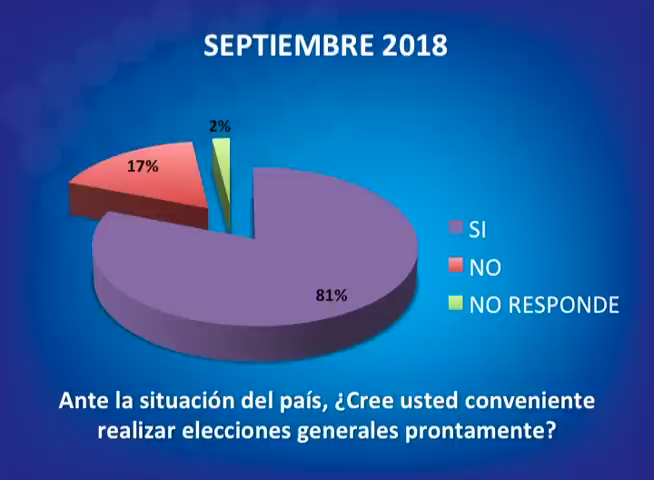 SEPTIEMBRE 2018
2%
17%
81%
SI
NO
NO RESPONDE
Ante la situación del país, ¿Cree usted conveniente
realizar elecciones generales prontamente?